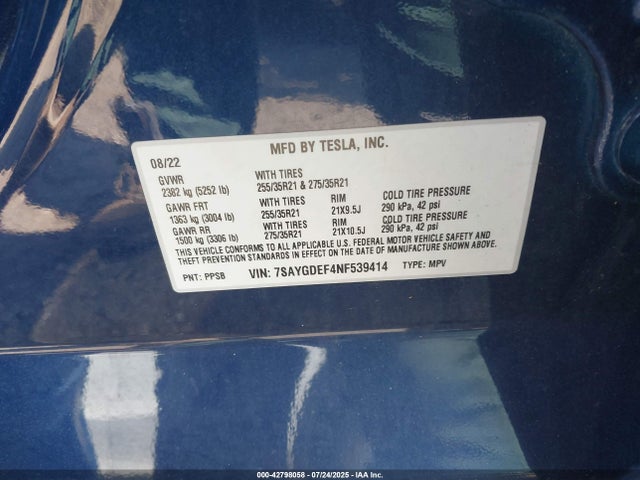 MFD BY TESLA, INC.
08/22
GVWR
2382 kg (5252 lb)
WITH TIRES
255/35R21 & 275/35R21
GAWR FRT
1363 kg (3004 lb)
WITH TIRES
255/35R21
RIM
21X9.5J
COLD TIRE PRESSURE
290 kPa, 42 psi
GAWR RR
1500 kg (3306 lb)
WITH TIRES
275/35R21
RIM
21X10.5J
COLD TIRE PRESSURE
290 kPa, 42 psi
THIS VEHICLE CONFORMS TO ALL APPLICABLE U.S. FEDERAL MOTOR VEHICLE SAFETY AND
THEFT PREVENTION STANDARDS IN EFFECT ON THE DATE OF MANUFACTURE SHOWN ABOVE.
PNT: PPSB
VIN: 7SAYGDEF4NF539414
TYPE: MPV
000-42798058 - 07/24/2025 - IAA Inc.